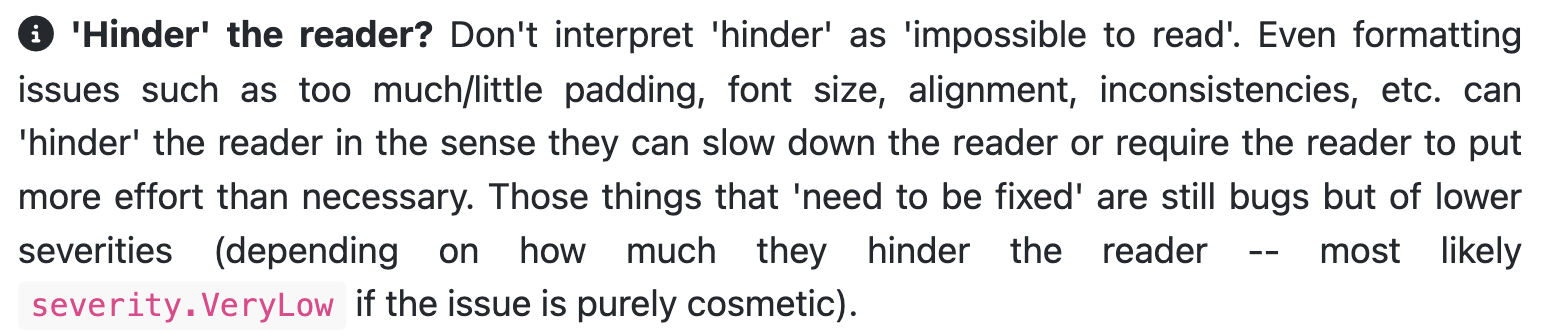 'Hinder' the reader? Don't interpret 'hinder' as 'impossible to read'. Even formatting
issues such as too much/little padding, font size, alignment, inconsistencies, etc. can
'hinder' the reader in the sense they can slow down the reader or require the reader to put
more effort than necessary. Those things that 'need to be fixed' are still bugs but of lower
severities (depending on how much they hinder the reader -- most likely
severity.VeryLow if the issue is purely cosmetic).